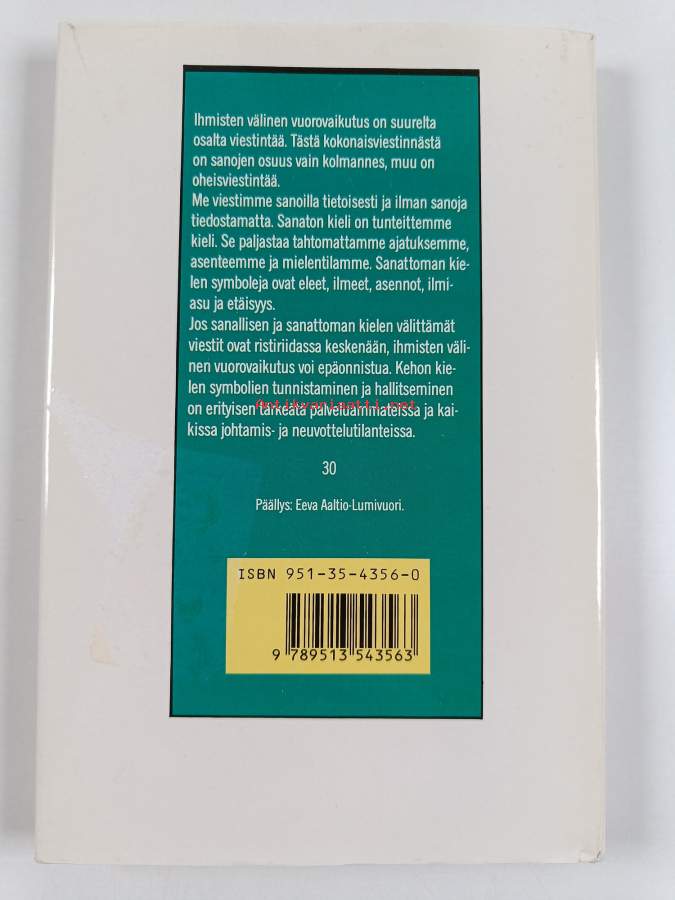 Ihmisten välinen vuorovaikutus on suurelta
osalta viestintää. Tästä kokonaisviestinnästä
on sanojen osuus vain kolmannes, muu on
oheisviestintää.
Me viestimme sanoilla tietoisesti ja ilman sanoja
tiedostamatta. Sanaton kieli on tunteittemme
kieli. Se paljastaa tahtomattamme ajatuksemme,
asenteemme ja mielentilamme. Sanattoman kie-
len symboleja ovat eleet, ilmeet, asennot, ilmi-
asu ja etäisyys.
Jos sanallisen ja sanattoman kielen välittämät
viestit ovat ristiriidassa keskenään, ihmisten väli-
nen vuorovaikutus voi epäonnistua. Kehon kie-
len symbolien tunnistaminen ja hallitseminen
on erityisen tärkeätä palveluammateissa ja kai-
kissa johtamis- ja neuvottelutilanteissa.
Antikvariaatti.net
30
Päällys: Eeva Aaltio-Lumivuori.
ISBN 951-35-4356-0
9 789513 543563